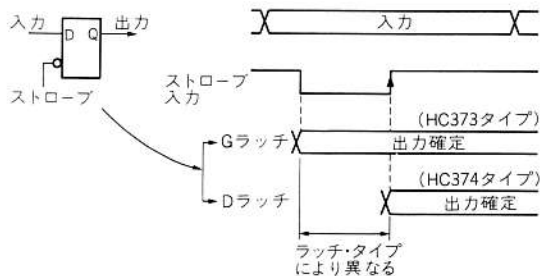 入力
D Q
出力
ストローブ
入力
ストローブ
入力
(HC373タイプ)
Gラッチ
出力確定
(HC374タイプ)
Dラッチ
出力確定
ラッチ・タイプ
により異なる